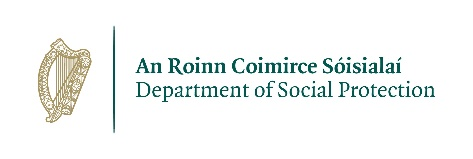 An Roinn Coimirce Sóisialaí
Department of Social Protection